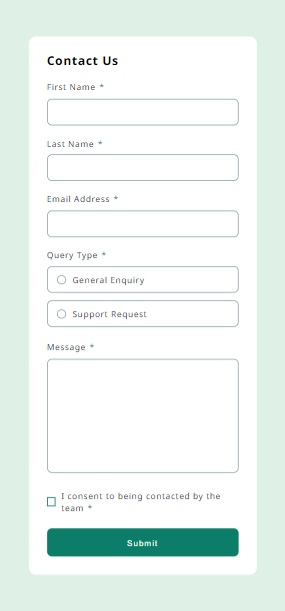 Contact Us
First Name *
Last Name *
Email Address *
Query Type *
General Enquiry
Support Request
Message *
I consent to being contacted by the
team *
Submit